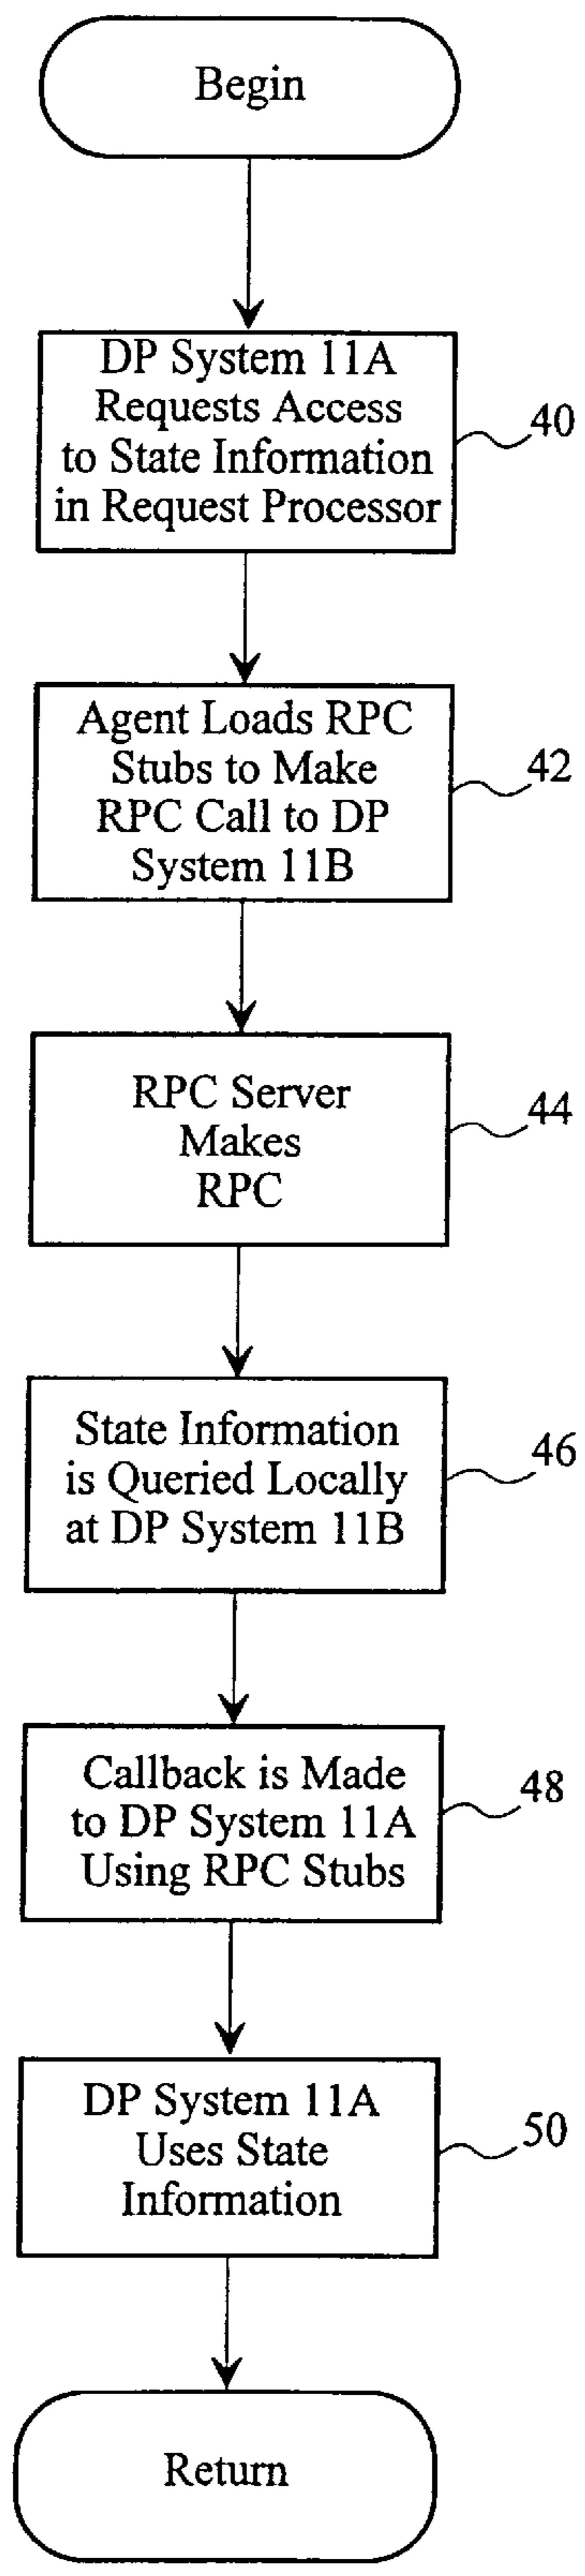 Begin
DP System 11A
Requests Access
to State Information
in Request Processor
40
Agent Loads RPC
Stubs to Make
RPC Call to DP
System 11B
42
RPC Server
Makes
RPC
44
State Information
is Queried Locally
at DP System 11B
46
Callback is Made
to DP System 11A
Using RPC Stubs
48
DP System 11A
Uses State
Information
50
Return